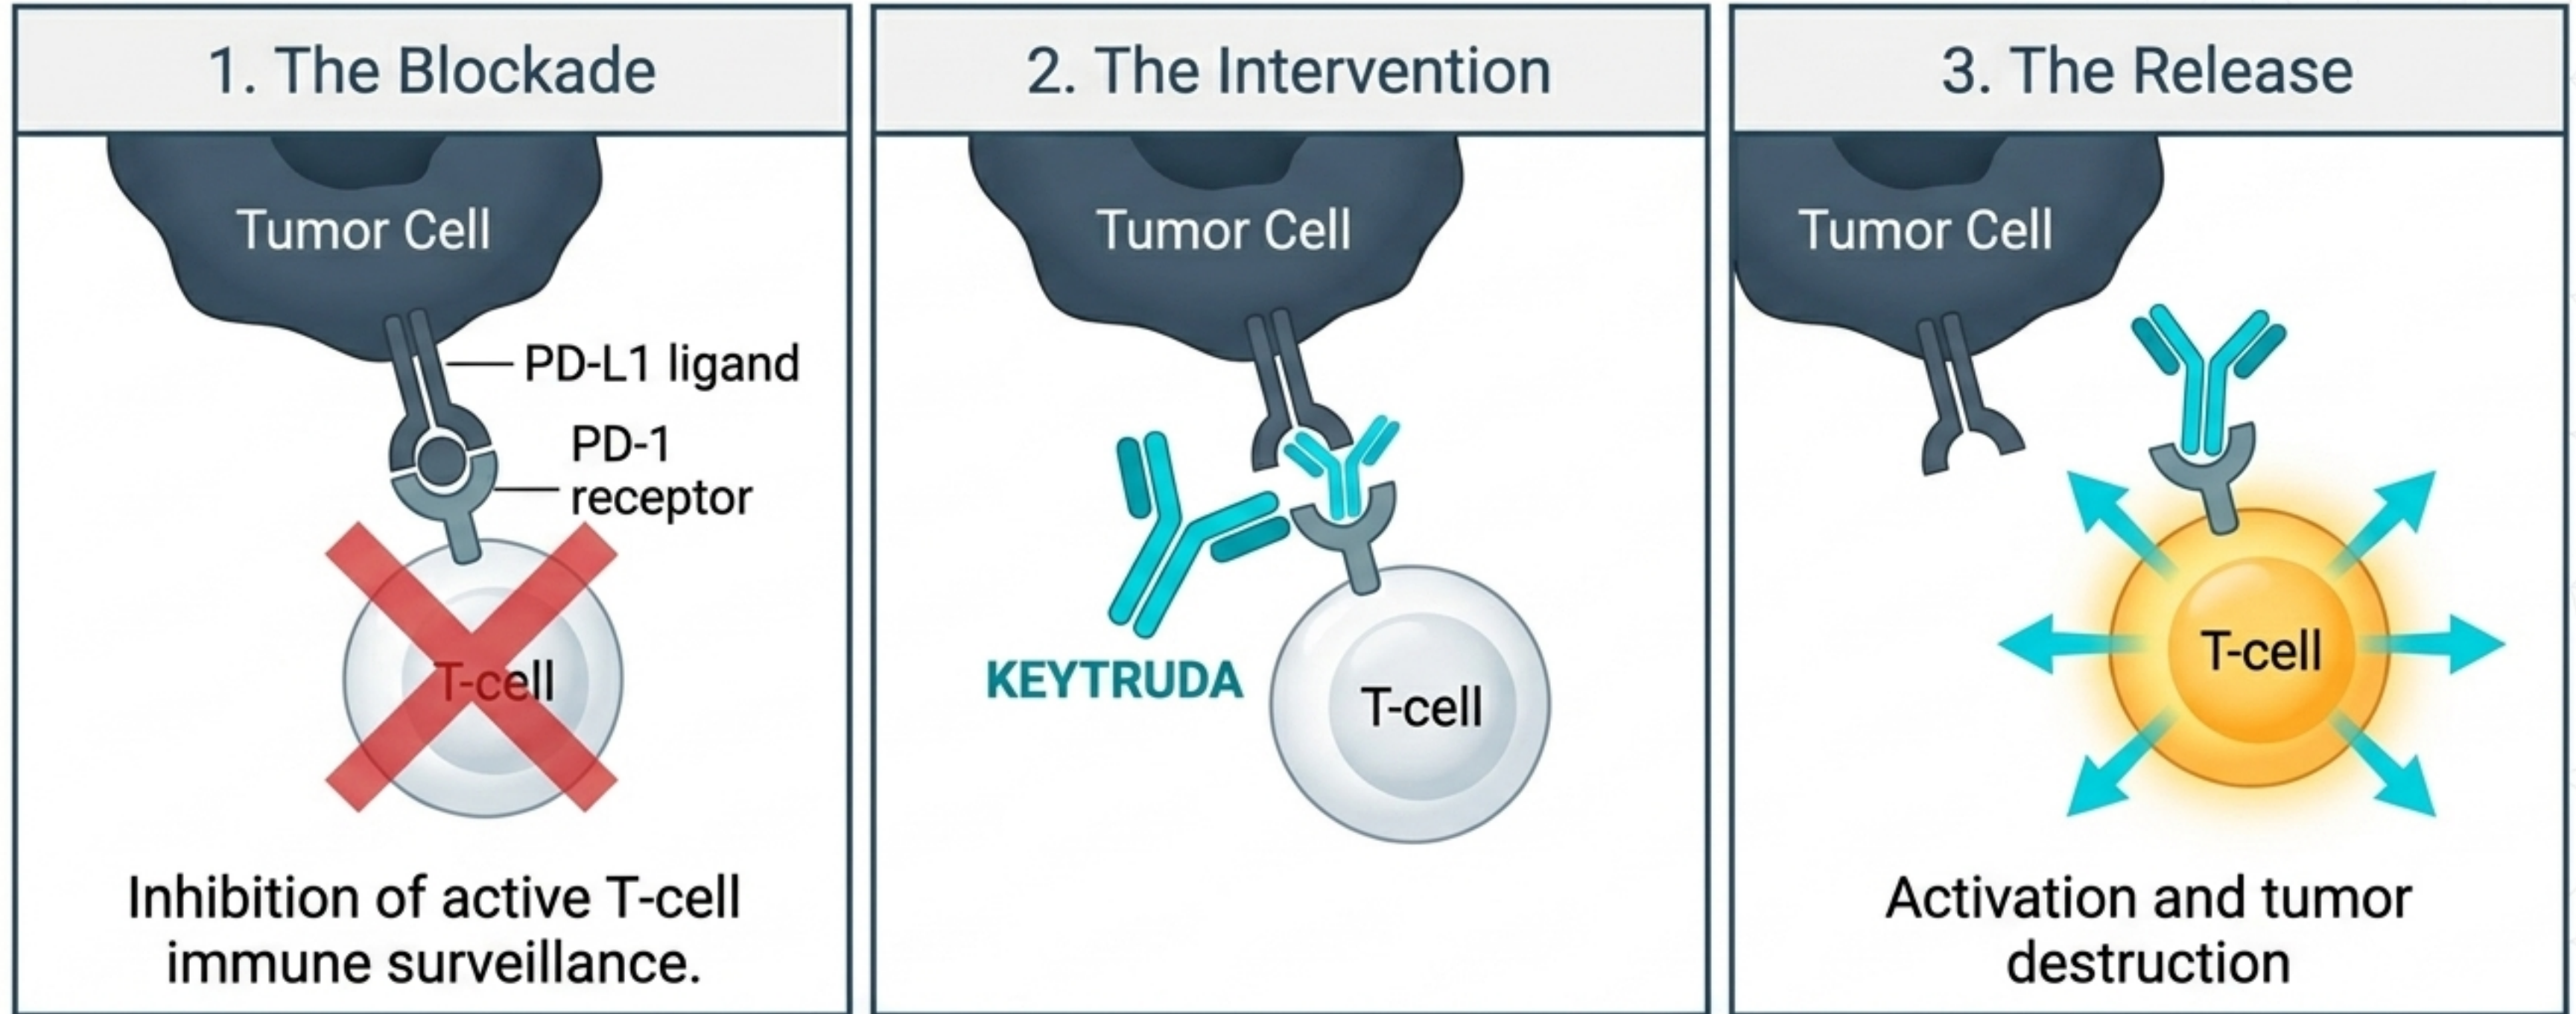 1. The Blockade
Tumor Cell
PD-L1 ligand
PD-1
receptor
T-cell
Inhibition of active T-cell
immune surveillance.
2. The Intervention
Tumor Cell
KEYTRUDA
T-cell
3. The Release
Tumor Cell
T-cell
Activation and tumor
destruction